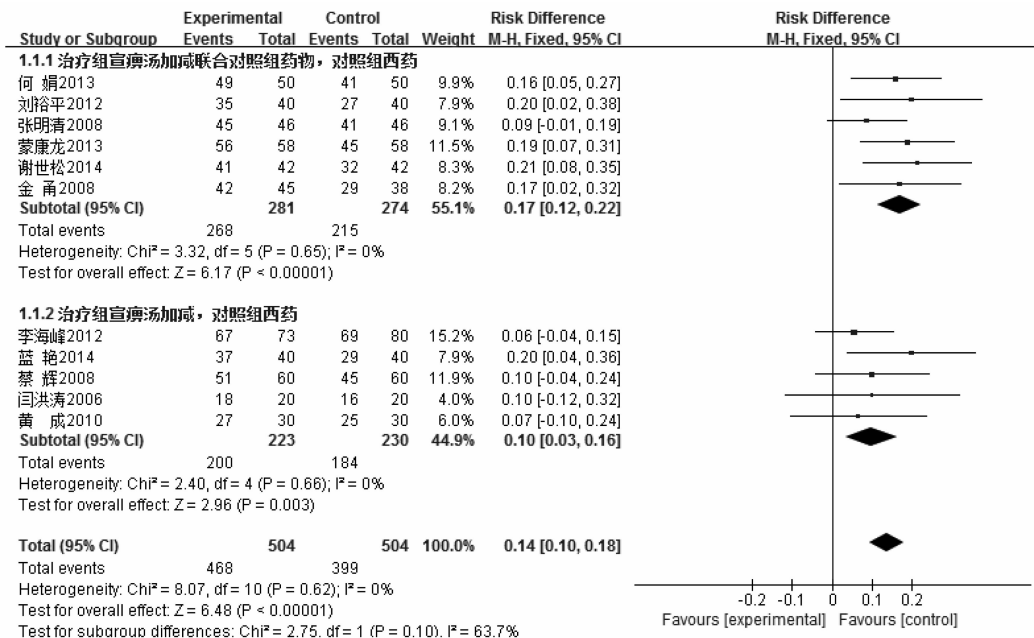 Experimental Control Risk Difference Risk Difference
Study or Subgroup Events Total Events Total Weight M-H, Fixed, 95% CI M-H, Fixed, 95% CI
1.1.1 治疗组宣痹汤加减联合对照组药物，对照组西药
何 娟2013 49 50 41 50 9.9% 0.16 [0.05, 0.27]
刘裕平2012 35 40 27 40 7.9% 0.20 [0.02, 0.38]
张明清2008 45 46 41 46 9.1% 0.09 [-0.01, 0.19]
蒙康龙2013 56 58 45 58 11.5% 0.19 [0.07, 0.31]
谢世松2014 41 42 32 42 8.3% 0.21 [0.08, 0.35]
金 甬2008 42 45 29 38 8.2% 0.17 [0.02, 0.32]
Subtotal (95% CI) 281 274 55.1% 0.17 [0.12, 0.22]
Total events 268 215
Heterogeneity: Chi² = 3.32, df = 5 (P = 0.65); I² = 0%
Test for overall effect: Z = 6.17 (P < 0.00001)
1.1.2 治疗组宣痹汤加减，对照组西药
李海峰2012 67 73 69 80 15.2% 0.06 [-0.04, 0.15]
蓝 艳2014 37 40 29 40 7.9% 0.20 [0.04, 0.36]
蔡 辉2008 51 60 45 60 11.9% 0.10 [-0.04, 0.24]
闫洪涛2006 18 20 16 20 4.0% 0.10 [-0.12, 0.32]
黄 成2010 27 30 25 30 6.0% 0.07 [-0.10, 0.24]
Subtotal (95% CI) 223 230 44.9% 0.10 [0.03, 0.16]
Total events 200 184
Heterogeneity: Chi² = 2.40, df = 4 (P = 0.66); I² = 0%
Test for overall effect: Z = 2.96 (P = 0.003)
Total (95% CI) 504 504 100.0% 0.14 [0.10, 0.18]
Total events 468 399
Heterogeneity: Chi² = 8.07, df = 10 (P = 0.62); I² = 0%
Test for overall effect: Z = 6.48 (P < 0.00001)
Test for subgroup differences: Chi² = 2.75, df = 1 (P = 0.10), I² = 63.7%
-0.2 -0.1 0 0.1 0.2
Favours [experimental] Favours [control]